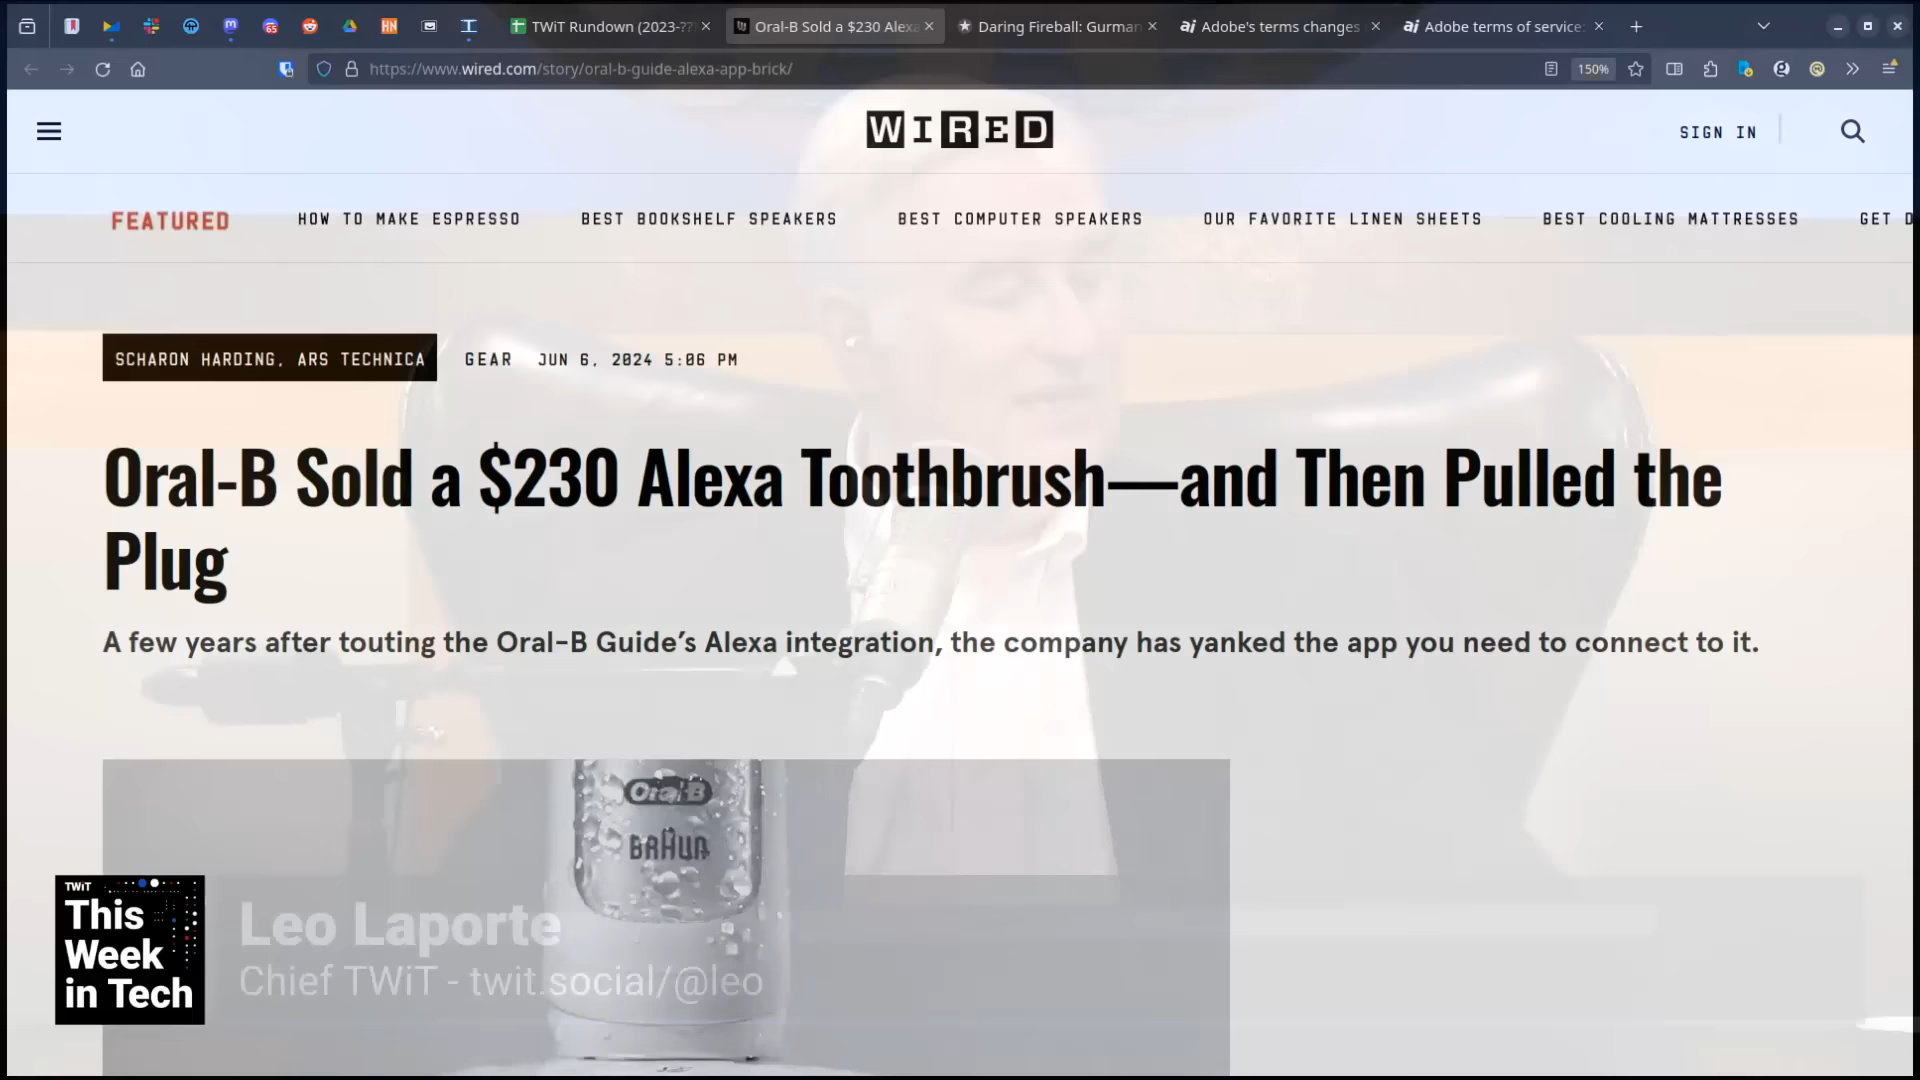 TWiT Rundown (2023-??
Oral-B Sold a $230 Alexa
Daring Fireball: Gurman
Adobe's terms changes
Adobe terms of service:
https://www.wired.com/story/oral-b-guide-alexa-app-brick/
150%
WIRED
SIGN IN
FEATURED
HOW TO MAKE ESPRESSO
BEST BOOKSHELF SPEAKERS
BEST COMPUTER SPEAKERS
OUR FAVORITE LINEN SHEETS
BEST COOLING MATTRESSES
GET D
SCHARON HARDING, ARS TECHNICA
GEAR
JUN 6, 2024 5:06 PM
Oral-B Sold a $230 Alexa Toothbrush—and Then Pulled the
Plug
A few years after touting the Oral-B Guide’s Alexa integration, the company has yanked the app you need to connect to it.
Oral-B
BRAUN
TWiT
This
Week
in Tech
Leo Laporte
Chief TWiT - twit.social/@leo